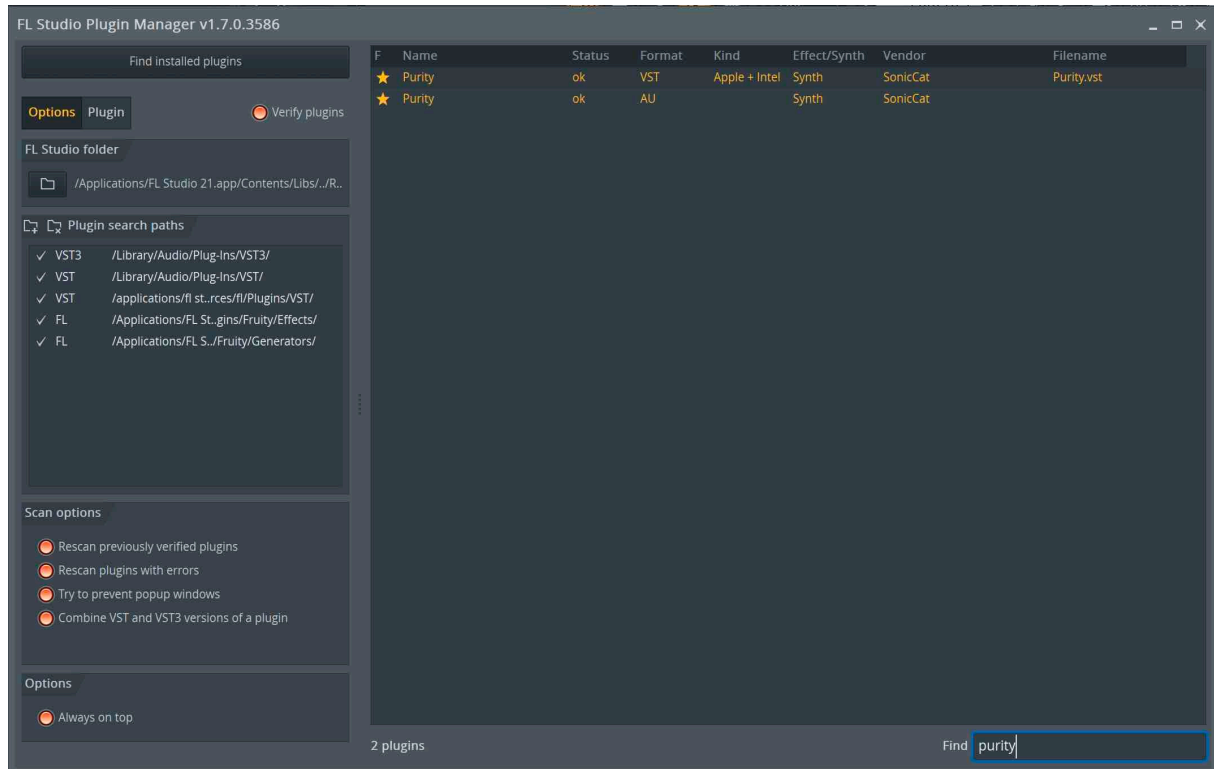 FL Studio Plugin Manager v1.7.0.3586
Find installed plugins
Options Plugin Verify plugins
FL Studio folder
/Applications/FL Studio 21.app/Contents/Libs/../R..
Plugin search paths
VST3 /Library/Audio/Plug-Ins/VST3/
VST /Library/Audio/Plug-Ins/VST/
VST /applications/fl st..rces/fl/Plugins/VST/
FL /Applications/FL St..gins/Fruity/Effects/
FL /Applications/FL S../Fruity/Generators/
Scan options
Rescan previously verified plugins
Rescan plugins with errors
Try to prevent popup windows
Combine VST and VST3 versions of a plugin
Options
Always on top
F Name Status Format Kind Effect/Synth Vendor Filename
Purity ok VST Apple + Intel Synth SonicCat Purity.vst
Purity ok AU Synth SonicCat
2 plugins
Find purity